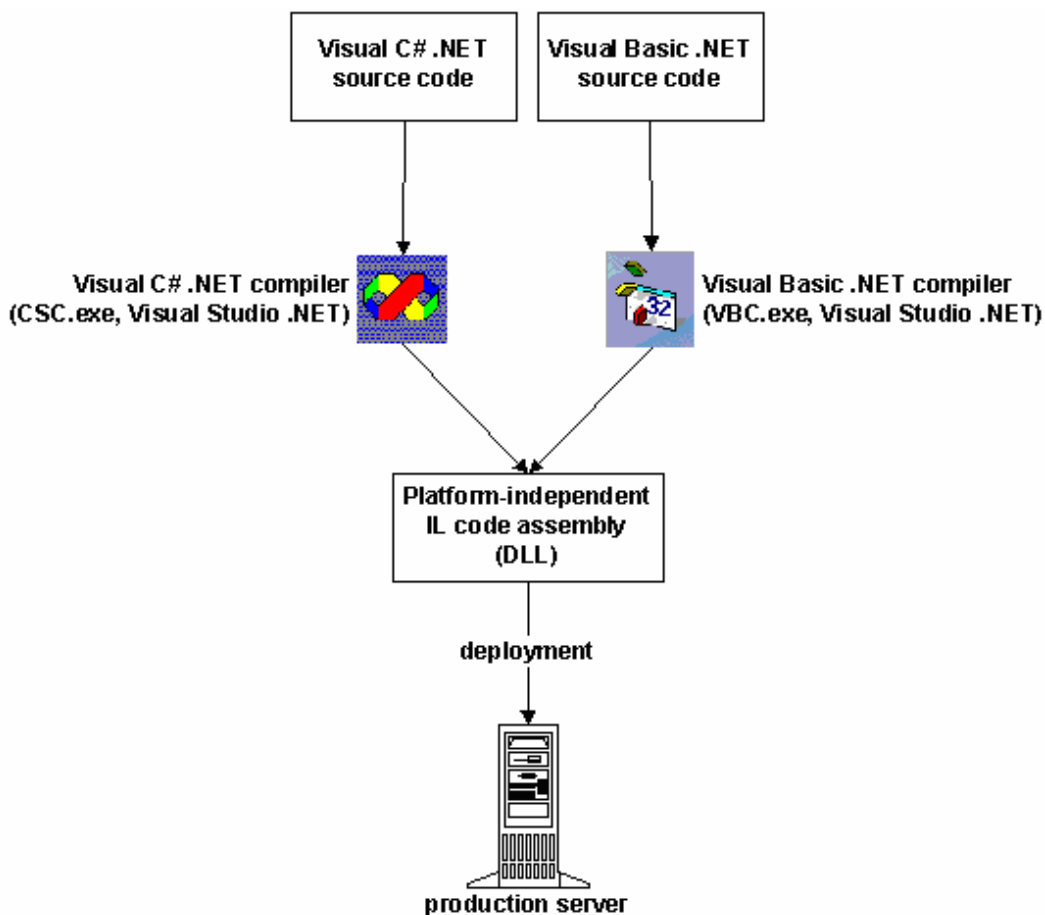 Visual C# .NET
source code
Visual Basic .NET
source code
Visual C# .NET compiler
(CSC.exe, Visual Studio .NET)
32
Visual Basic .NET compiler
(VBC.exe, Visual Studio .NET)
Platform-independent
IL code assembly
(DLL)
deployment
production server